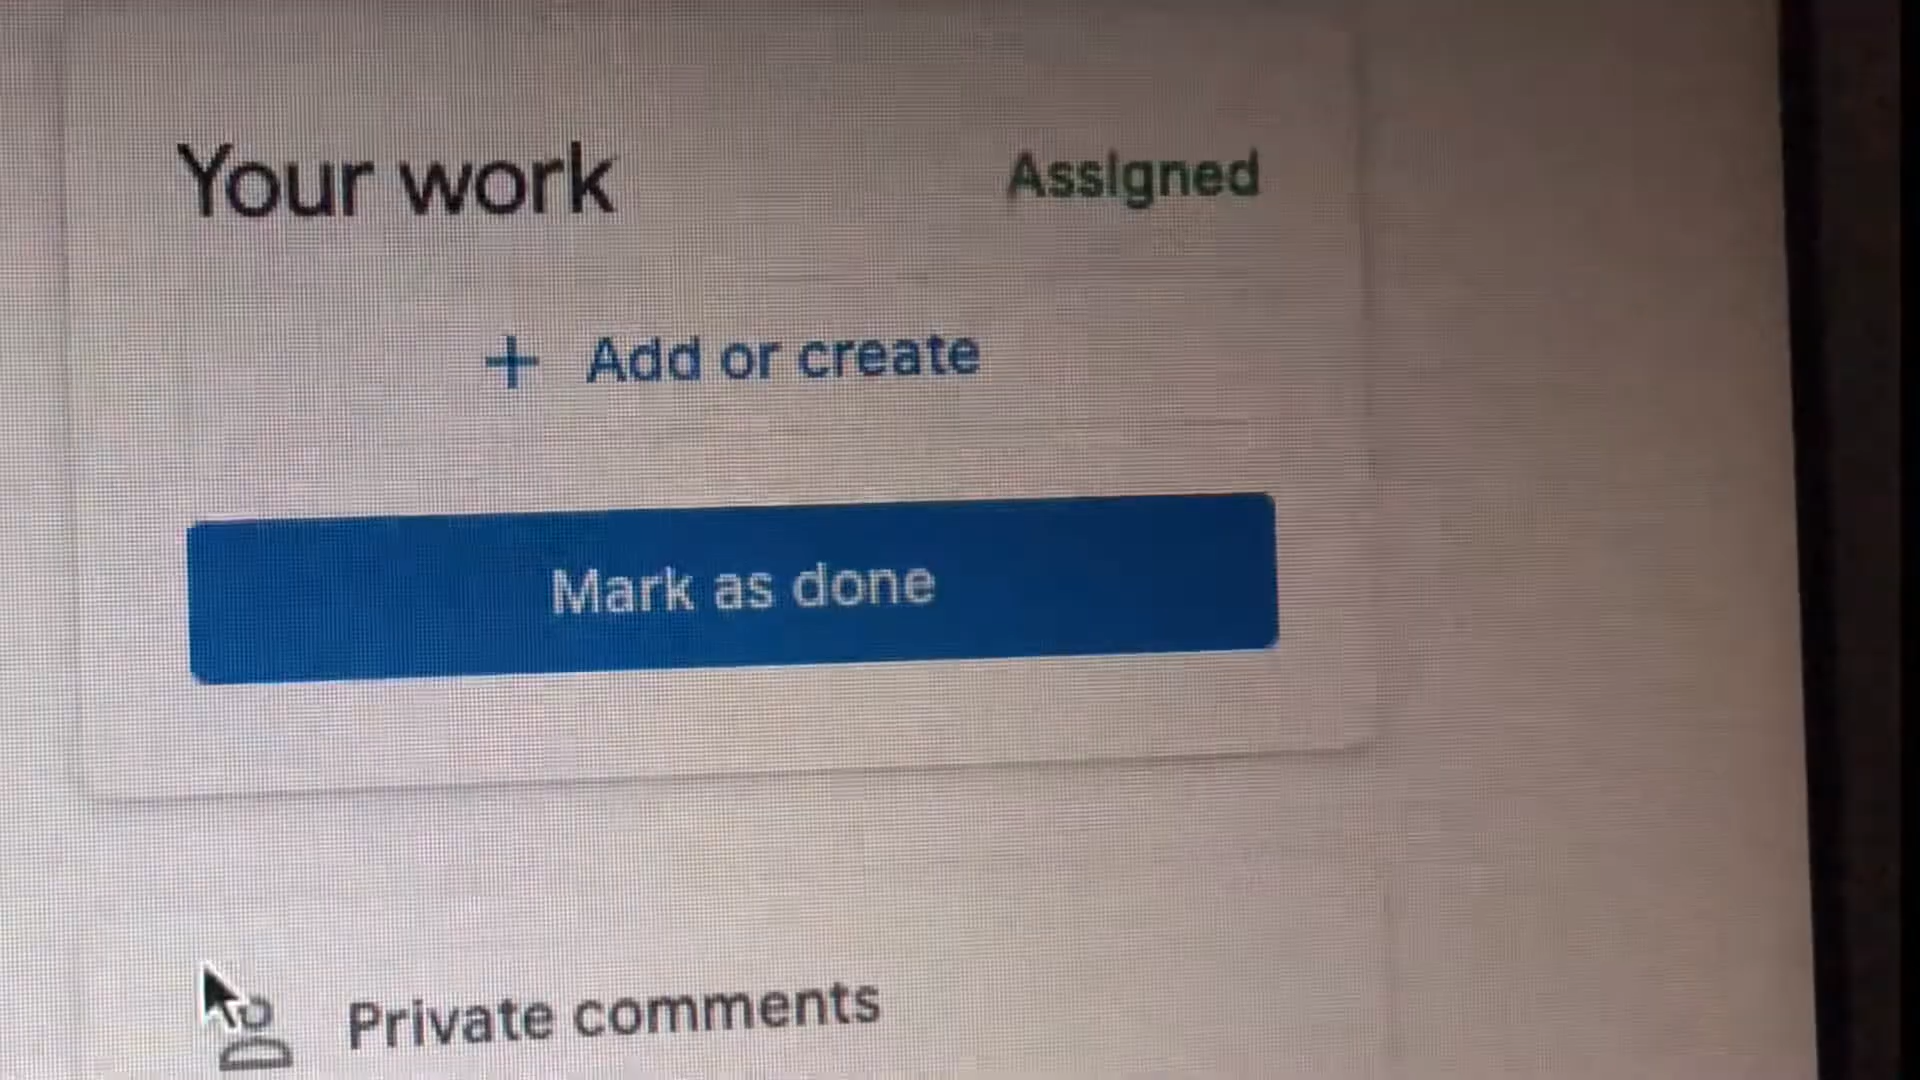 Your work
Assigned
+ Add or create
Mark as done
Private comments